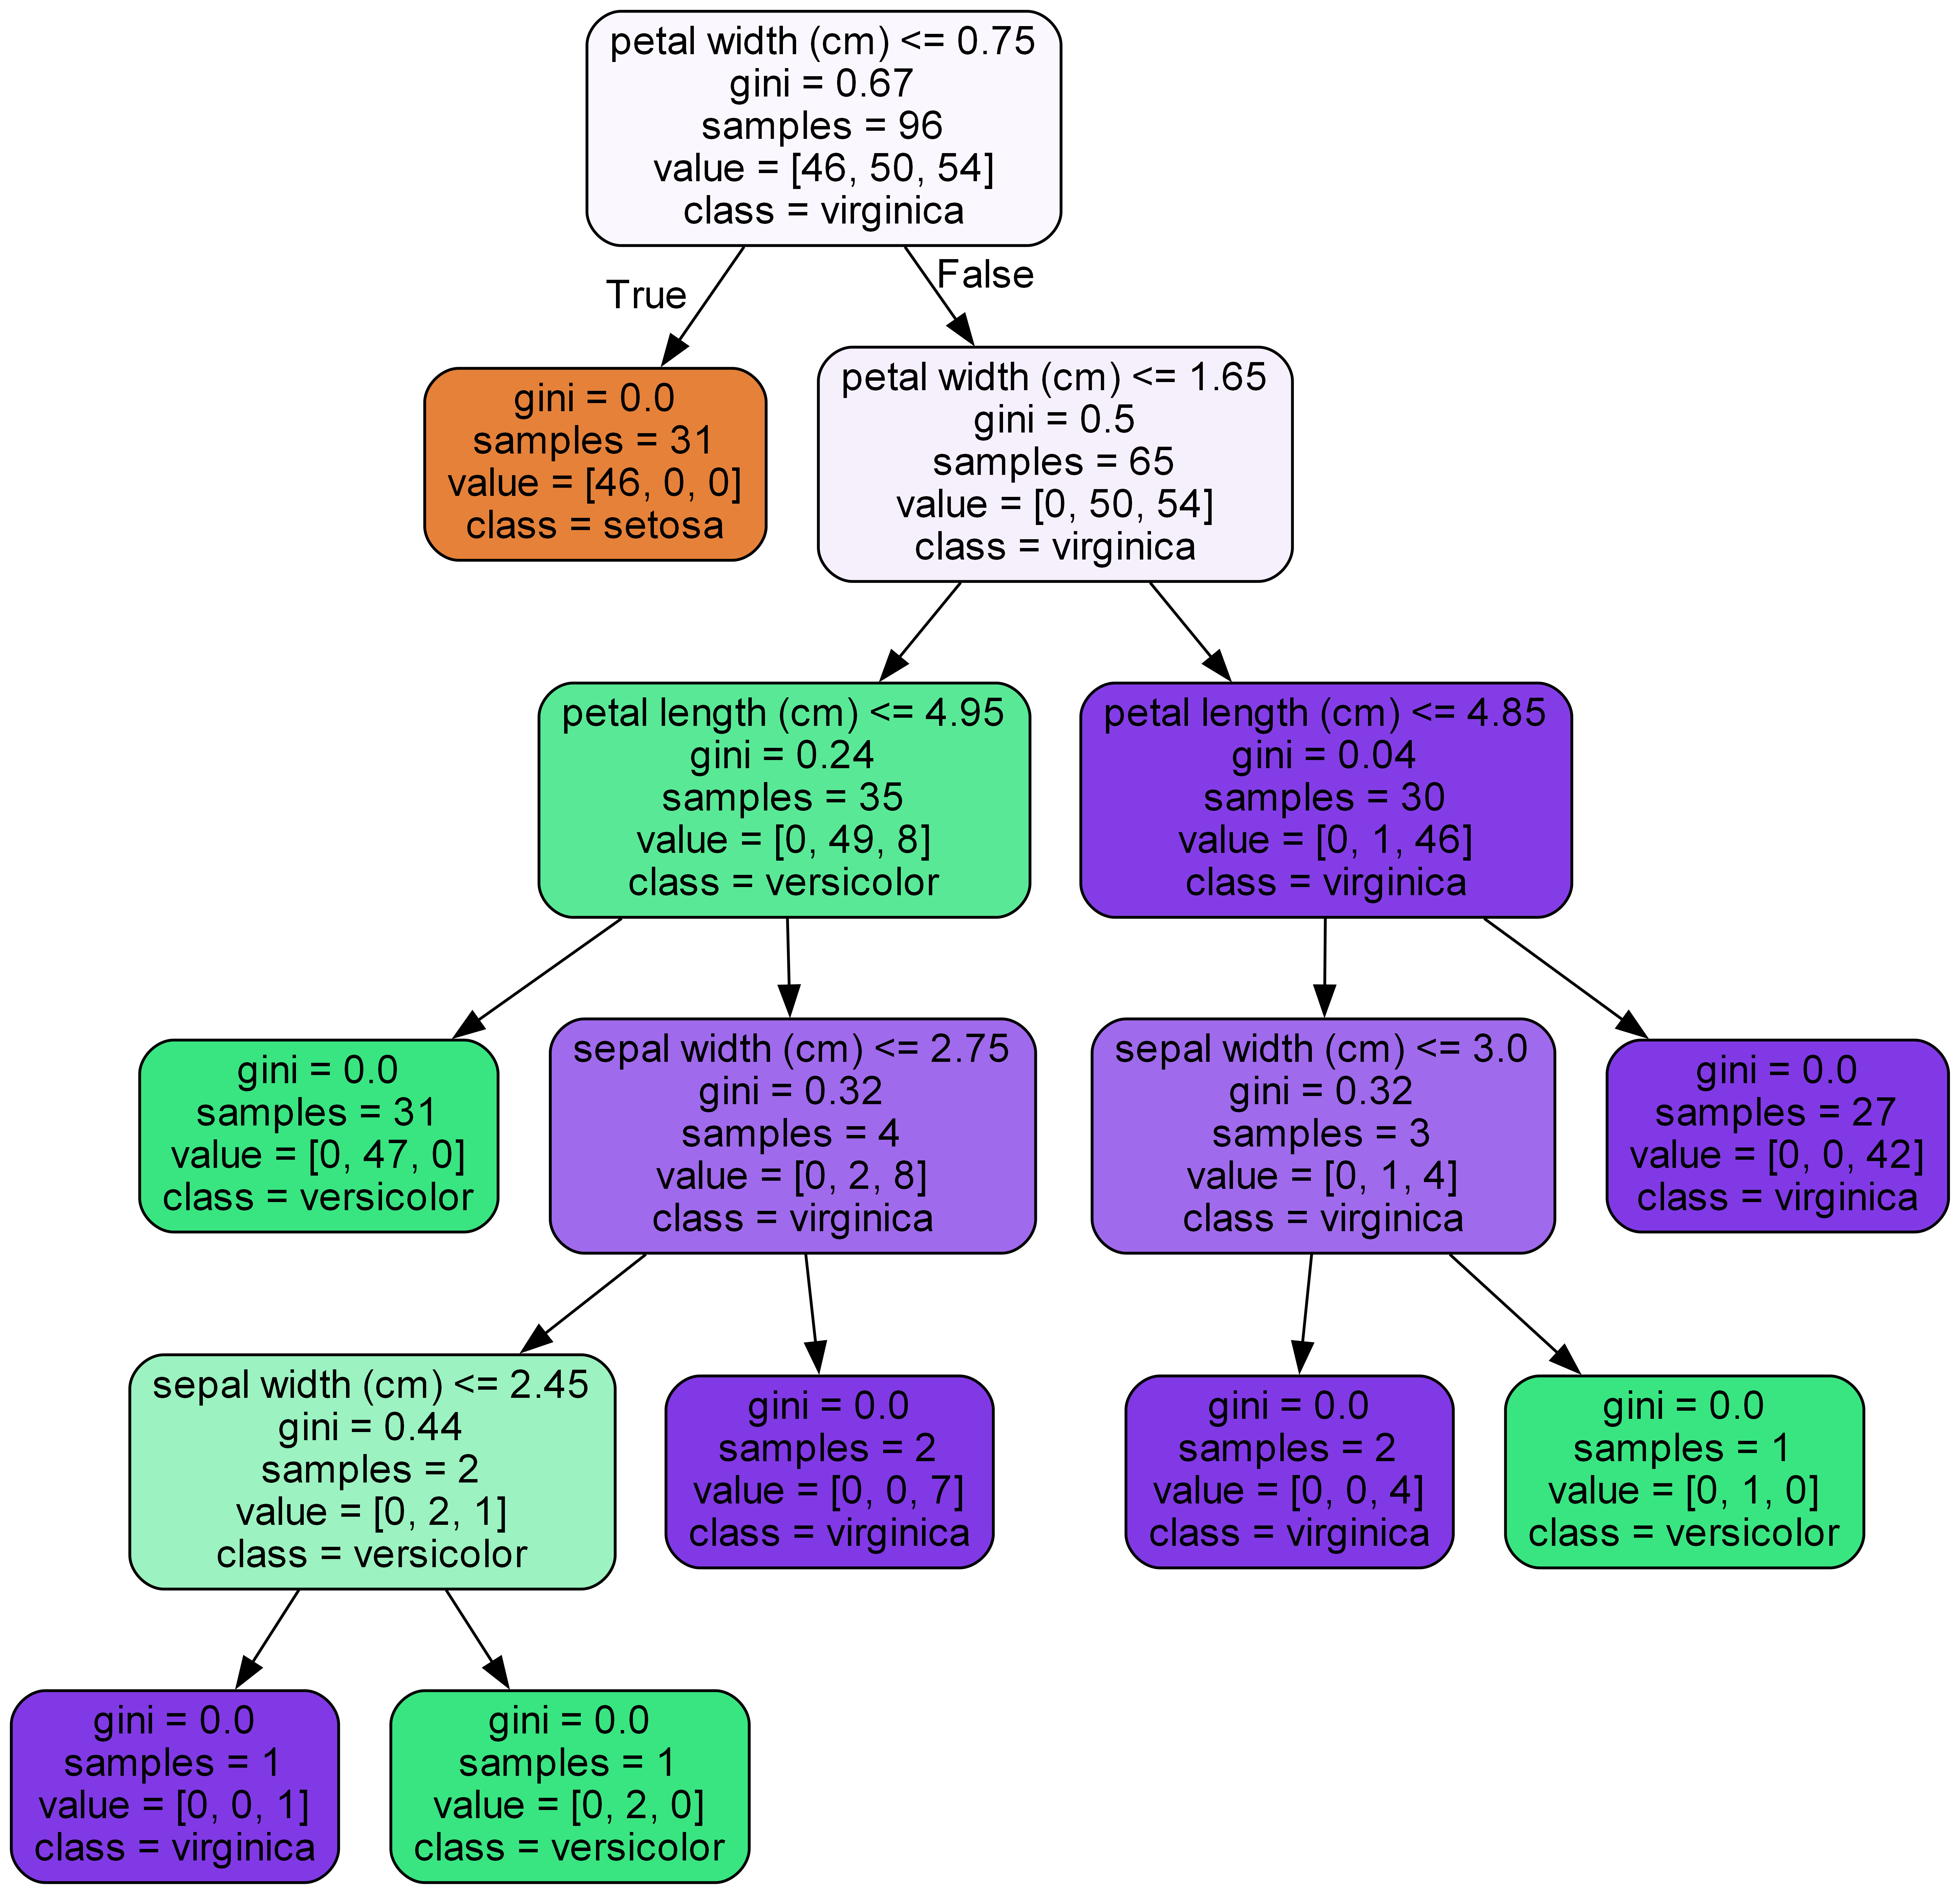 petal width (cm) <= 0.75
gini = 0.67
samples = 96
value = [46, 50, 54]
class = virginica
True
False
gini = 0.0
samples = 31
value = [46, 0, 0]
class = setosa
petal width (cm) <= 1.65
gini = 0.5
samples = 65
value = [0, 50, 54]
class = virginica
petal length (cm) <= 4.95
gini = 0.24
samples = 35
value = [0, 49, 8]
class = versicolor
petal length (cm) <= 4.85
gini = 0.04
samples = 30
value = [0, 1, 46]
class = virginica
gini = 0.0
samples = 31
value = [0, 47, 0]
class = versicolor
sepal width (cm) <= 2.75
gini = 0.32
samples = 4
value = [0, 2, 8]
class = virginica
sepal width (cm) <= 3.0
gini = 0.32
samples = 3
value = [0, 1, 4]
class = virginica
gini = 0.0
samples = 27
value = [0, 0, 42]
class = virginica
sepal width (cm) <= 2.45
gini = 0.44
samples = 2
value = [0, 2, 1]
class = versicolor
gini = 0.0
samples = 2
value = [0, 0, 7]
class = virginica
gini = 0.0
samples = 2
value = [0, 0, 4]
class = virginica
gini = 0.0
samples = 1
value = [0, 1, 0]
class = versicolor
gini = 0.0
samples = 1
value = [0, 0, 1]
class = virginica
gini = 0.0
samples = 1
value = [0, 2, 0]
class = versicolor